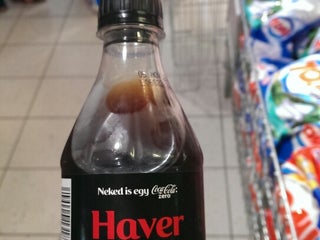 Neked is egy Coca-Cola
zero
Haver